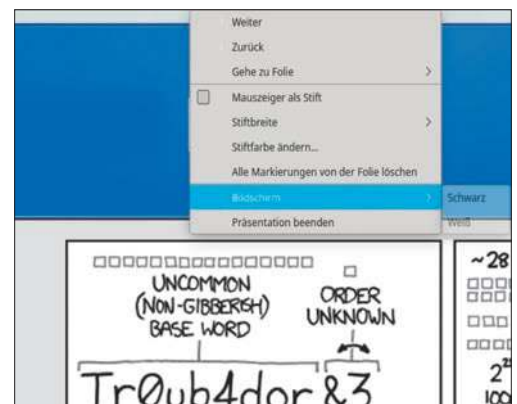 Weiter
Zurück
Gehe zu Folie
Mauszeiger als Stift
Stiftbreite
Stiftfarbe ändern...
Alle Markierungen von der Folie löschen
Bildschirm
Schwarz
Präsentation beenden
Weiß
UNCOMMON
(NON-GIBBERISH)
BASE WORD
ORDER
UNKNOWN
Tr0ub4dor &3
~28